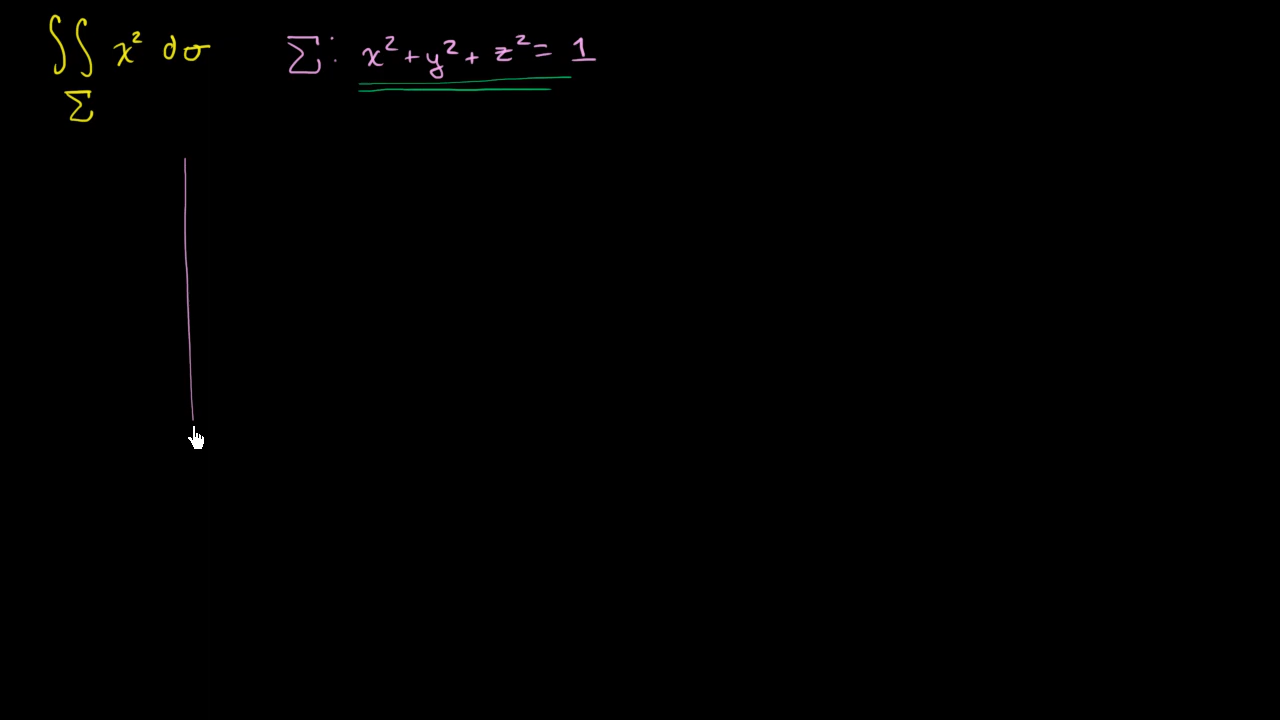 ∬ x² dσ    Σ: x² + y² + z² = 1
Σ